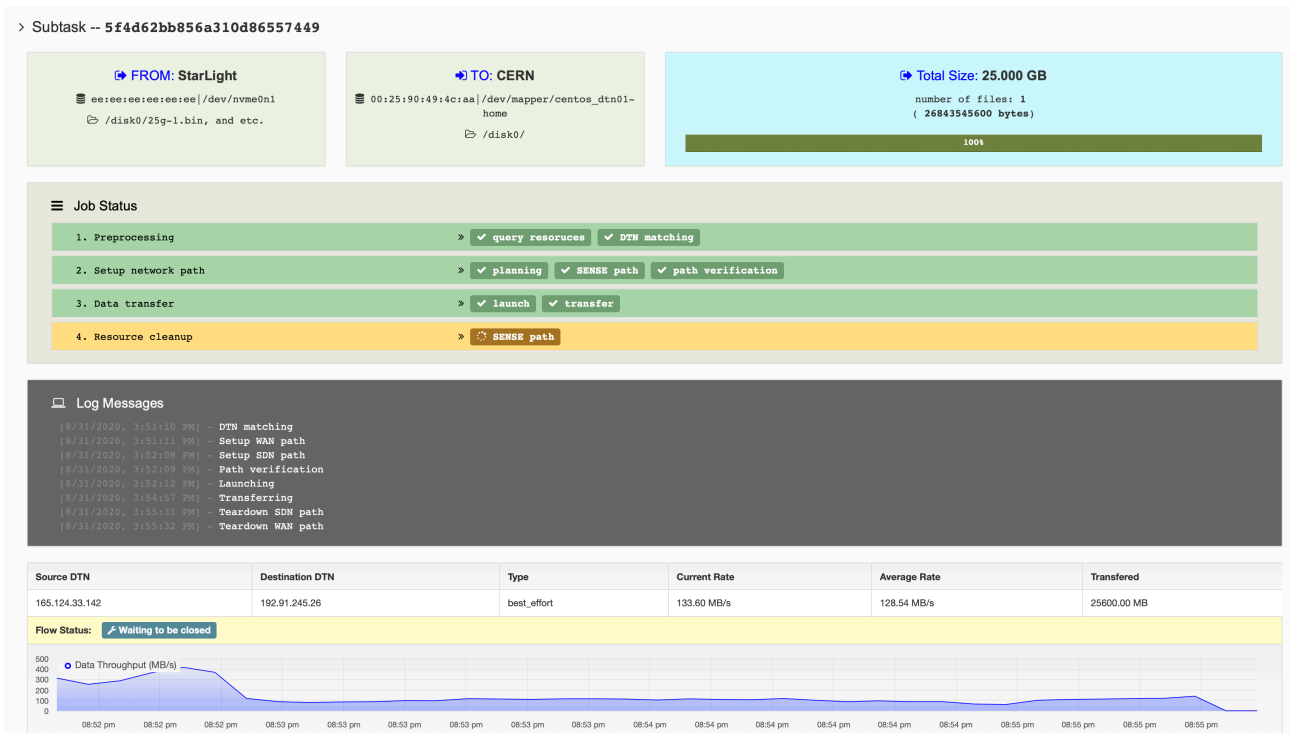 Subtask -- 5f4d62bb856a310d86557449
FROM: StarLight
ee:ee:ee:ee:ee:ee|/dev/nvme0n1
/disk0/25g-1.bin, and etc.
TO: CERN
00:25:90:49:4c:aa|/dev/mapper/centos_dtn01-
home
/disk0/
Total Size: 25.000 GB
number of files: 1
( 26843545600 bytes)
100%
Job Status
1. Preprocessing » query resoruces DTN matching
2. Setup network path » planning SENSE path path verification
3. Data transfer » launch transfer
4. Resource cleanup » SENSE path
Log Messages
[8/31/2020, 3:51:10 PM] - DTN matching
[8/31/2020, 3:51:11 PM] - Setup WAN path
[8/31/2020, 3:52:08 PM] - Setup SDN path
[8/31/2020, 3:52:09 PM] - Path verification
[8/31/2020, 3:52:12 PM] - Launching
[8/31/2020, 3:54:57 PM] - Transferring
[8/31/2020, 3:55:31 PM] - Teardown SDN path
[8/31/2020, 3:55:32 PM] - Teardown WAN path
Source DTN Destination DTN Type Current Rate Average Rate Transfered
165.124.33.142 192.91.245.26 best_effort 133.60 MB/s 128.54 MB/s 25600.00 MB
Flow Status: Waiting to be closed
Data Throughput (MB/s)
500
400
300
200
100
0
08:52 pm 08:52 pm 08:52 pm 08:53 pm 08:53 pm 08:53 pm 08:53 pm 08:53 pm 08:53 pm 08:54 pm 08:54 pm 08:54 pm 08:54 pm 08:54 pm 08:54 pm 08:55 pm 08:55 pm 08:55 pm 08:55 pm